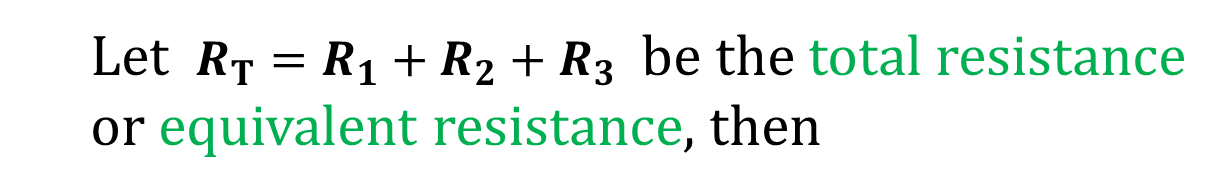 Let R_T = R_1 + R_2 + R_3 be the total resistance
or equivalent resistance, then